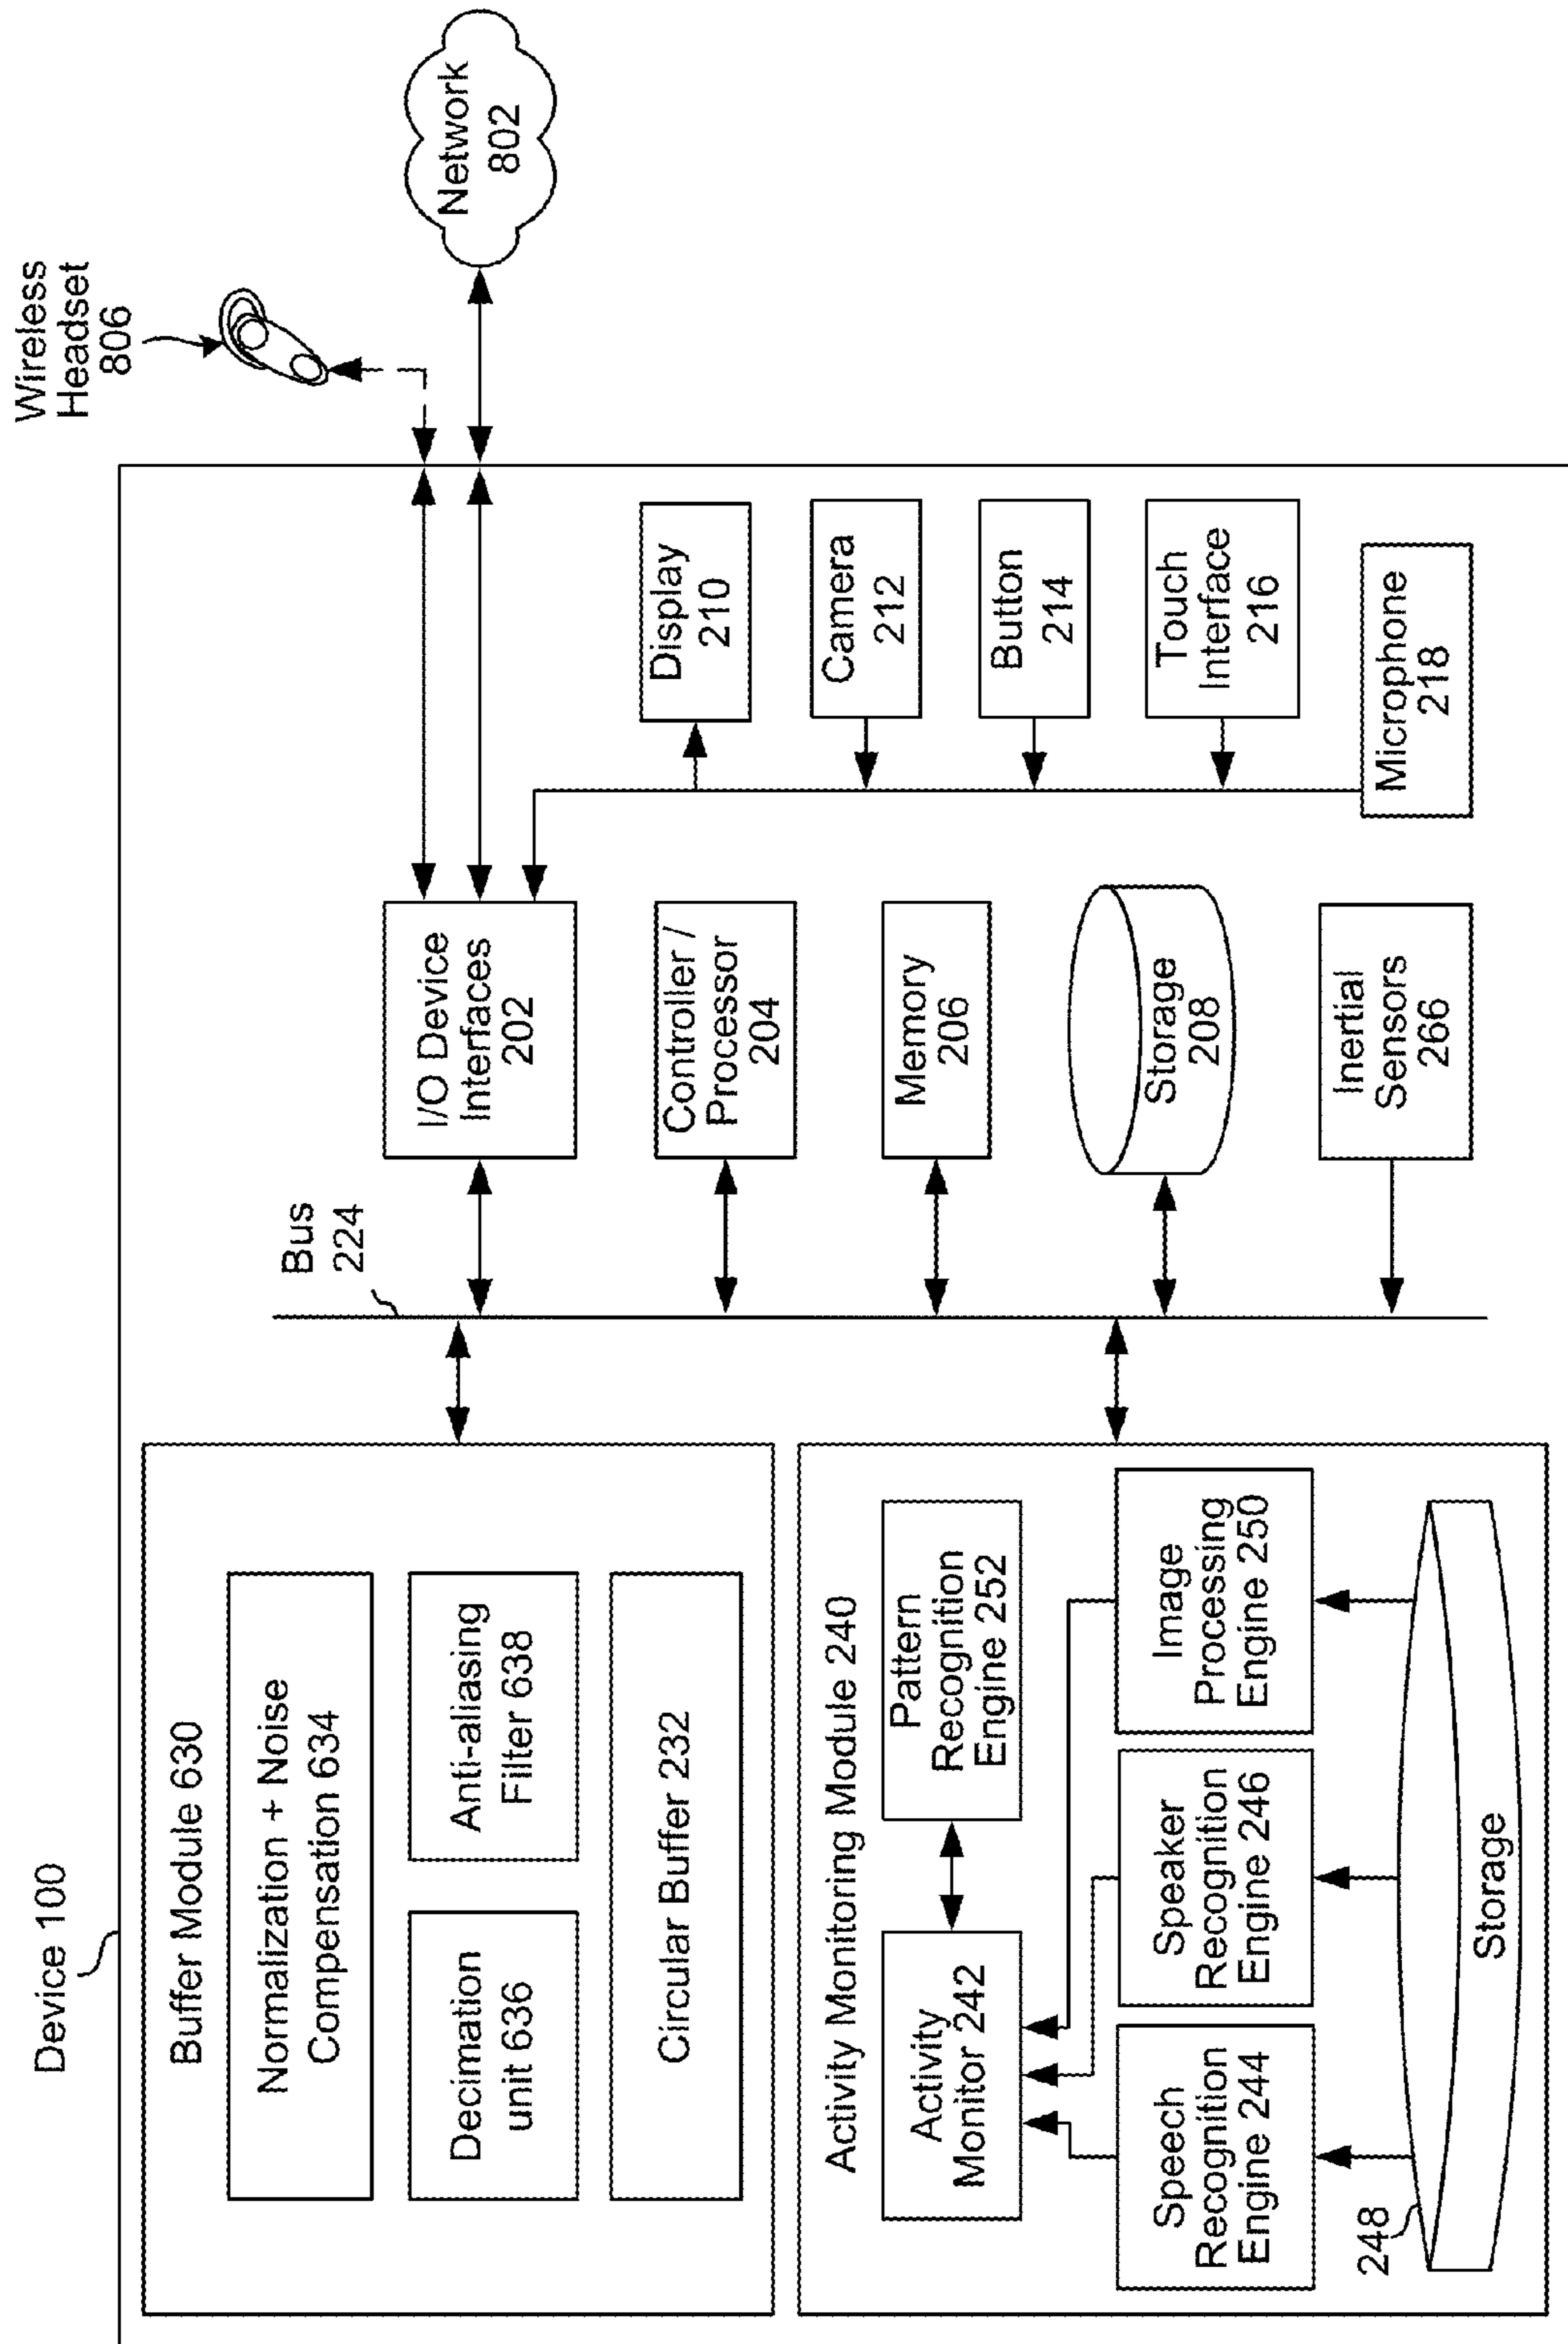 Device 100
Buffer Module 630
Normalization + Noise
Compensation 634
Decimation
unit 636
Anti-aliasing
Filter 638
Circular Buffer 232
Activity Monitoring Module 240
Activity
Monitor 242
Pattern
Recognition
Engine 252
Speech
Recognition
Engine 244
Speaker
Recognition
Engine 246
Image
Processing
Engine 250
248
Storage
Bus
224
I/O Device
Interfaces
202
Controller /
Processor
204
Memory
206
Storage
208
Inertial
Sensors
266
Display
210
Camera
212
Button
214
Touch
Interface
216
Microphone
218
Wireless
Headset
806
Network
802